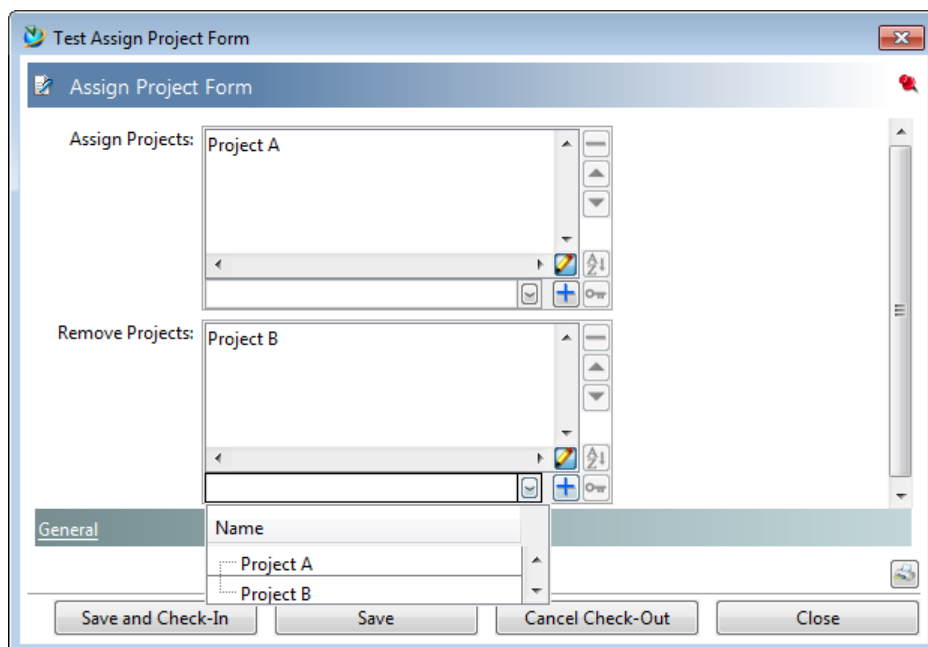 Test Assign Project Form
Assign Project Form
Assign Projects:
Project A
Remove Projects:
Project B
General
Name
Project A
Project B
Save and Check-In
Save
Cancel Check-Out
Close